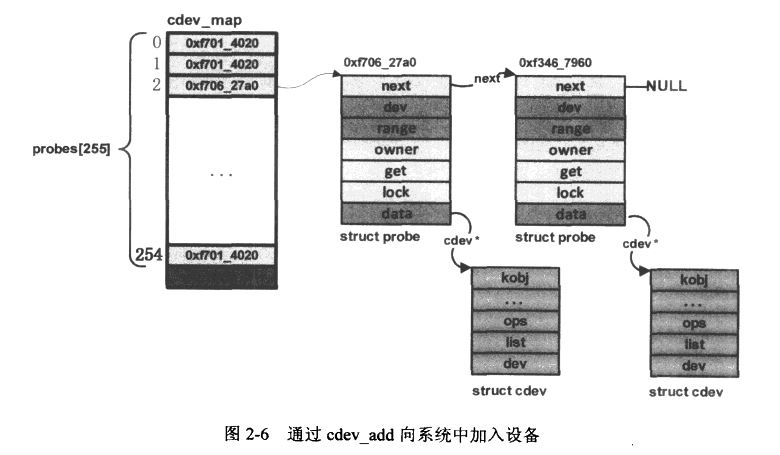 cdev_map
0 0xf701_4020
1 0xf701_4020
2 0xf706_27a0
probes[255]
...
254 0xf701_4020
0xf706_27a0
next
dev
range
owner
get
lock
data
struct probe
next
0xf346_7960
next
dev
range
owner
get
lock
data
struct probe
NULL
cdev *
kobj
...
ops
list
dev
struct cdev
cdev *
kobj
...
ops
list
dev
struct cdev
图 2-6 通过 cdev_add 向系统中加入设备